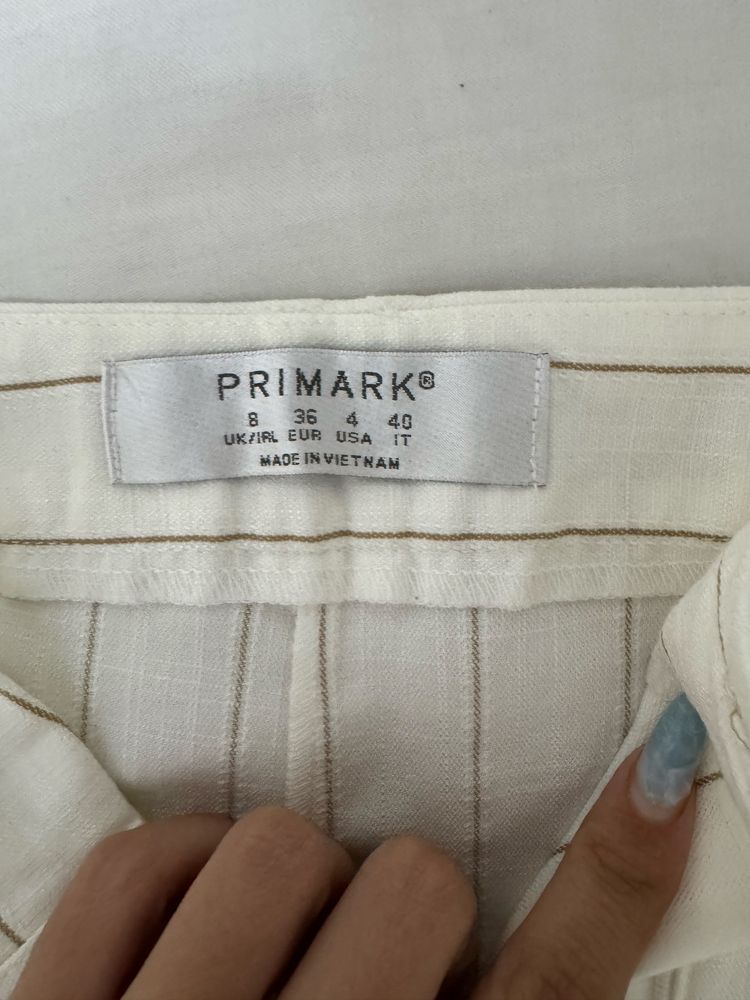 PRIMARK®
8 36 4 40
UK/IRL EUR USA IT
MADE IN VIETNAM